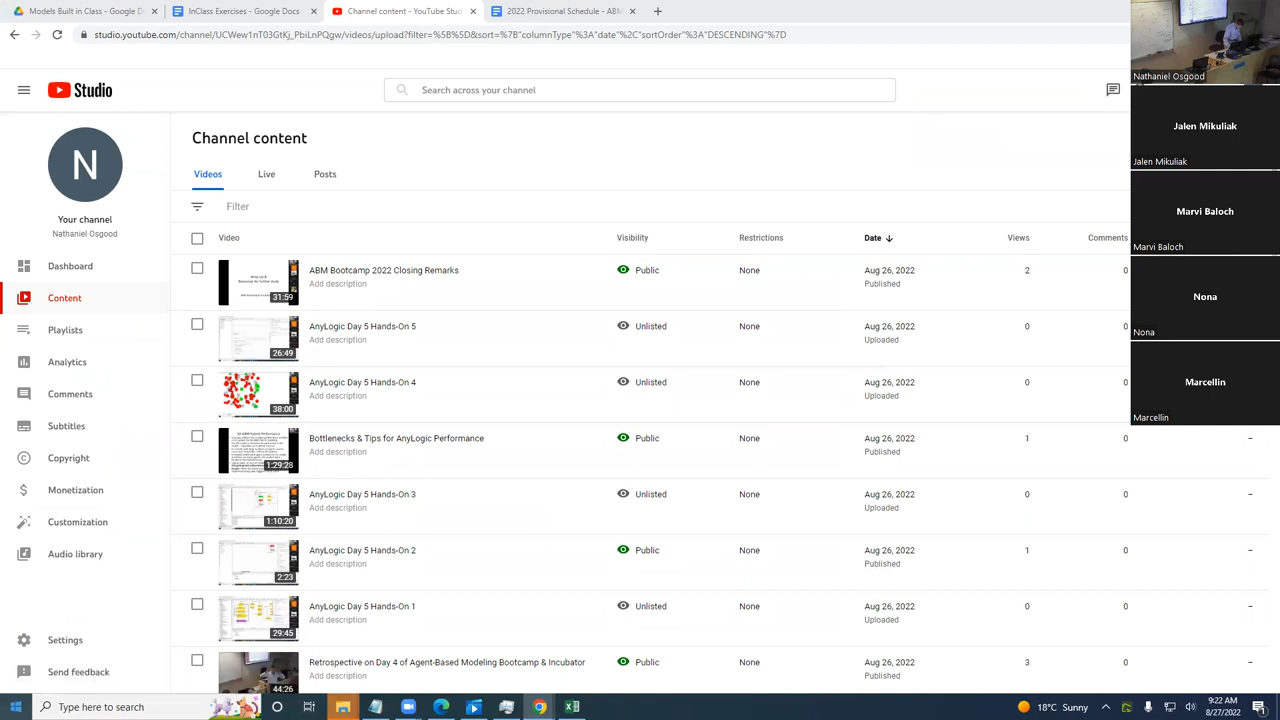 Models Built in Class - Google D
InClass Exercises - Google Docs
Channel content - YouTube Stud
2022 Provisional Schedule - ABM
studio.youtube.com/channel/UCWew1nT03GtKj_PbiLnPQgw/videos/upload?filter=%5B%5D&sort=%7B"columnType"%3A"date"%2C"sortOrder"%3A"DESCENDING"%7D
Studio
Search across your channel
N
Your channel
Nathaniel Osgood
Dashboard
Content
Playlists
Analytics
Comments
Subtitles
Copyright
Monetization
Customization
Audio library
Settings
Send feedback
Channel content
Videos Live Posts
Filter
Video Visibility Restrictions Date Views Comments
ABM Bootcamp 2022 Closing Remarks Public None Aug 26, 2022 2 0
Add description Published
31:59
AnyLogic Day 5 Hands-On 5 Unlisted None Aug 26, 2022 0 0
Add description Uploaded
26:49
AnyLogic Day 5 Hands-On 4 Unlisted None Aug 26, 2022 0 0
Add description Uploaded
38:00
Bottlenecks & Tips for AnyLogic Performance Public None Aug 26, 2022 1 0 –
Add description Published
1:29:28
AnyLogic Day 5 Hands-On 3 Unlisted None Aug 26, 2022 0 0 –
Add description Uploaded
1:10:20
AnyLogic Day 5 Hands-On 2 Public None Aug 26, 2022 1 0 –
Add description Published
2:23
AnyLogic Day 5 Hands-On 1 Unlisted None Aug 26, 2022 0 0 –
Add description Uploaded
29:45
Retrospective on Day 4 of Agent-Based Modeling Bootcamp & Incubator Public None Aug 26, 2022 3 0 –
Add description Published
44:26
Nathaniel Osgood
Jalen Mikuliak
Jalen Mikuliak
Marvi Baloch
Marvi Baloch
Nona
Nona
Marcellin
Marcellin
Type here to search
18°C Sunny
9:22 AM
8/27/2022